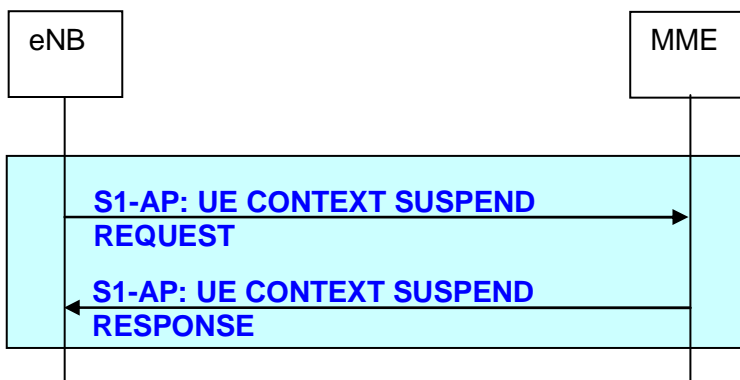 eNB
MME
S1-AP: UE CONTEXT SUSPEND
REQUEST
S1-AP: UE CONTEXT SUSPEND
RESPONSE